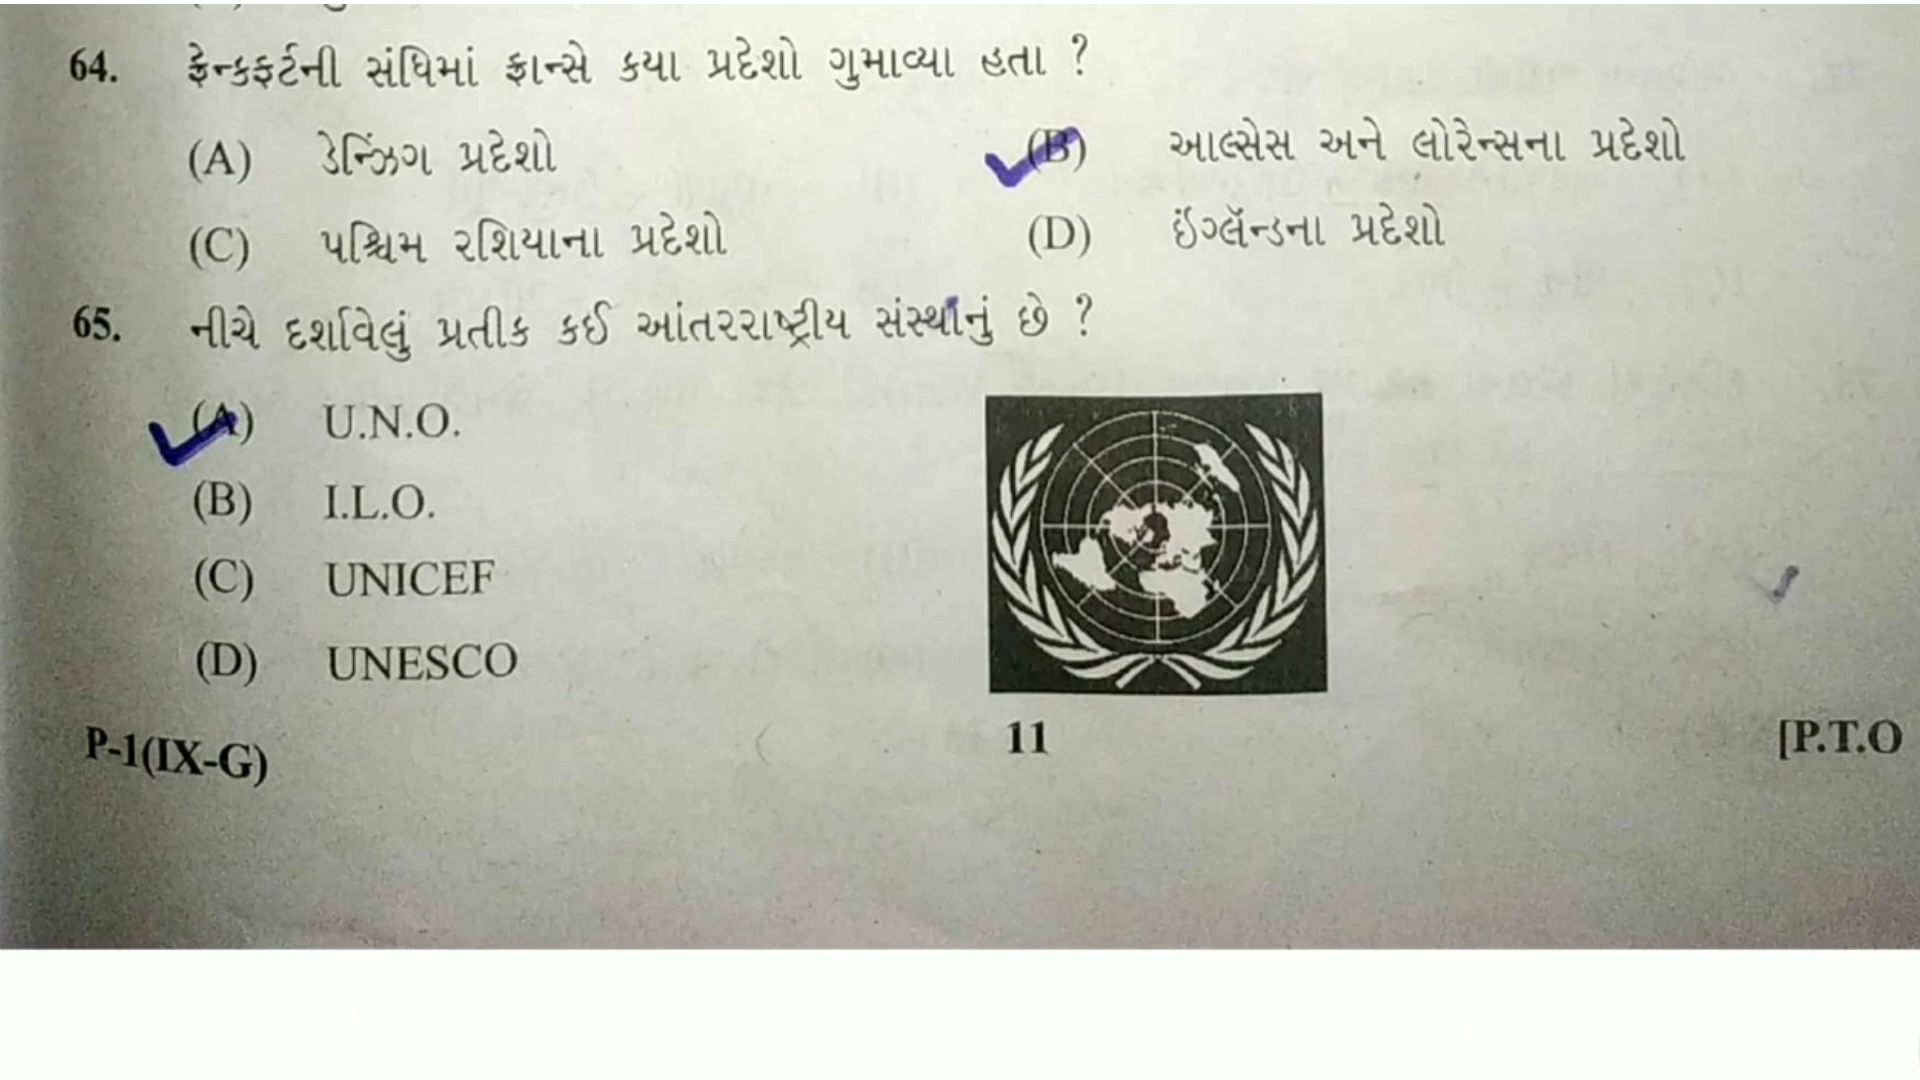 64. ફ્રેન્કફર્ટની સંધિમાં ફ્રાન્સે કયા પ્રદેશો ગુમાવ્યા હતા ?
(A) ડેન્ઝિંગ પ્રદેશો (B) આલ્સેસ અને લોરેન્સના પ્રદેશો
(C) પશ્ચિમ રશિયાના પ્રદેશો (D) ઇંગ્લૅન્ડના પ્રદેશો
65. નીચે દર્શાવેલું પ્રતીક કઈ આંતરરાષ્ટ્રીય સંસ્થાનું છે ?
(A) U.N.O.
(B) I.L.O.
(C) UNICEF
(D) UNESCO
P-1(IX-G) 11 [P.T.O